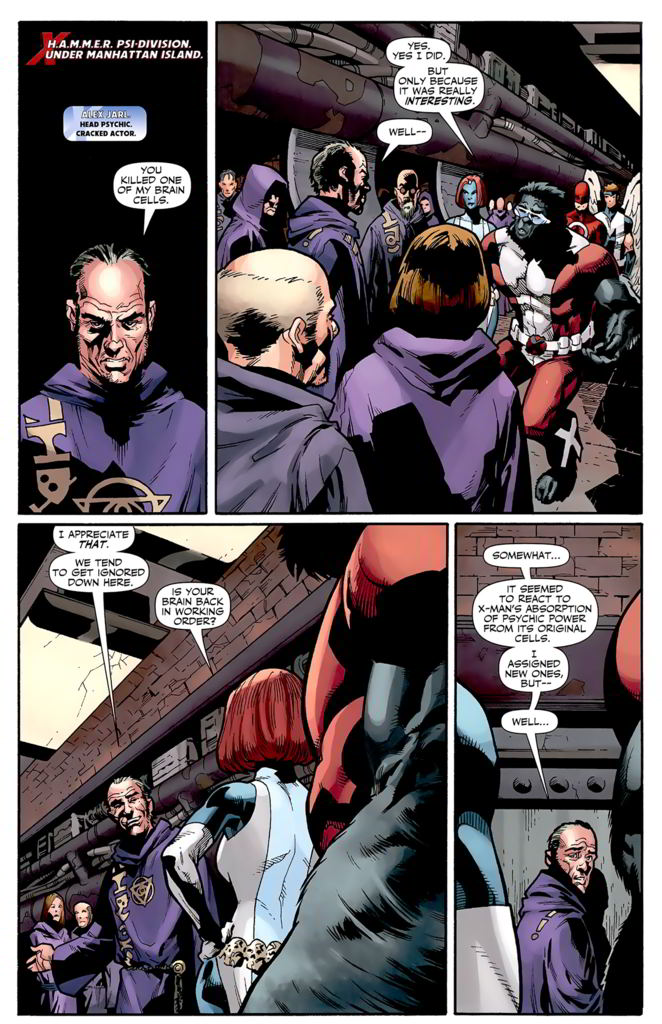 H.A.M.M.E.R. PSI-DIVISION.
UNDER MANHATTAN ISLAND.
ALEX JARL.
HEAD PSYCHIC.
CRACKED ACTOR.
YOU
KILLED ONE
OF MY BRAIN
CELLS.
YES.
YES I DID.
BUT
ONLY BECAUSE
IT WAS REALLY
INTERESTING.
WELL--
I APPRECIATE
THAT.
WE TEND
TO GET IGNORED
DOWN HERE.
IS YOUR
BRAIN BACK
IN WORKING
ORDER?
SOMEWHAT...
IT SEEMED
TO REACT TO
X-MAN'S ABSORPTION
OF PSYCHIC POWER
FROM ITS ORIGINAL
CELLS.
I
ASSIGNED
NEW ONES,
BUT--
WELL...